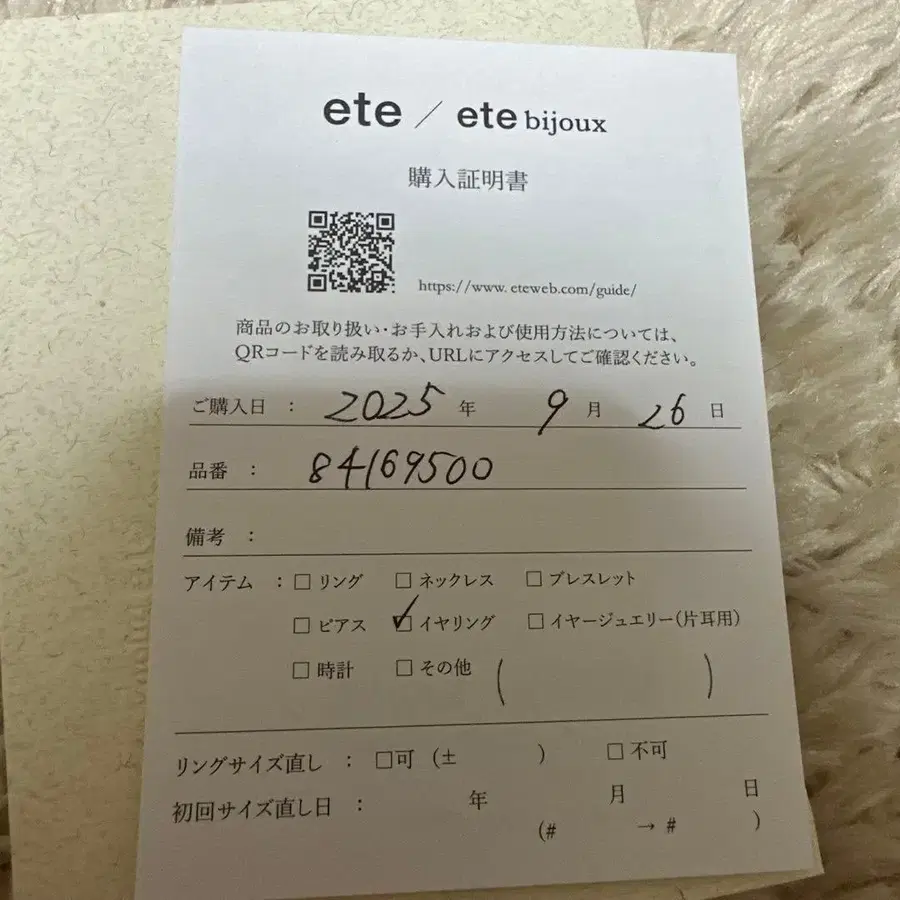 ete / ete bijoux
購入証明書
https://www.eteweb.com/guide/
商品のお取り扱い・お手入れおよび使用方法については、
QRコードを読み取るか、URLにアクセスしてご確認ください。
ご購入日 : 2025 年 9 月 26 日
品番 : 84169500
備考 :
アイテム : □ リング □ ネックレス □ ブレスレット
□ ピアス ☑ イヤリング □ イヤージュエリー(片耳用)
□ 時計 □ その他 ( )
リングサイズ直し : □可 (± ) □ 不可
初回サイズ直し日 : 年 月 日
(# → # )